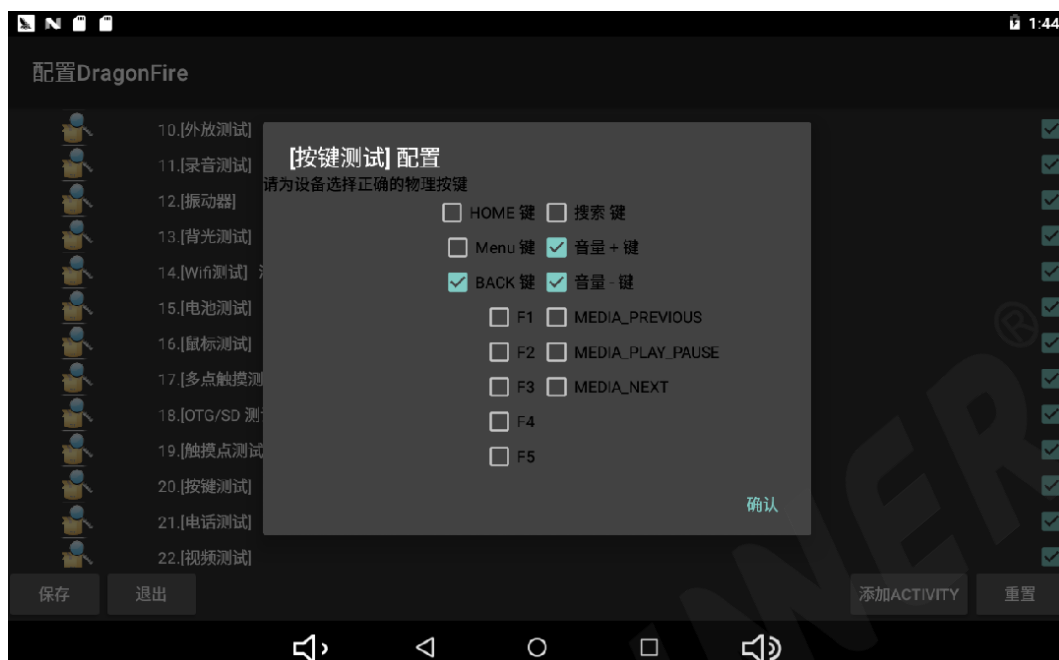 1:44
配置DragonFire
10.[外放测试]
11.[录音测试]
12.[振动器]
13.[背光测试]
14.[Wifi测试]
15.[电池测试]
16.[鼠标测试]
17.[多点触摸测
18.[OTG/SD 测
19.[触摸点测试
20.[按键测试]
21.[电话测试]
22.[视频测试]
[按键测试] 配置
请为设备选择正确的物理按键
HOME 键 搜索 键
Menu 键 音量 + 键
BACK 键 音量 - 键
F1 MEDIA_PREVIOUS
F2 MEDIA_PLAY_PAUSE
F3 MEDIA_NEXT
F4
F5
确认
保存 退出 添加ACTIVITY 重置